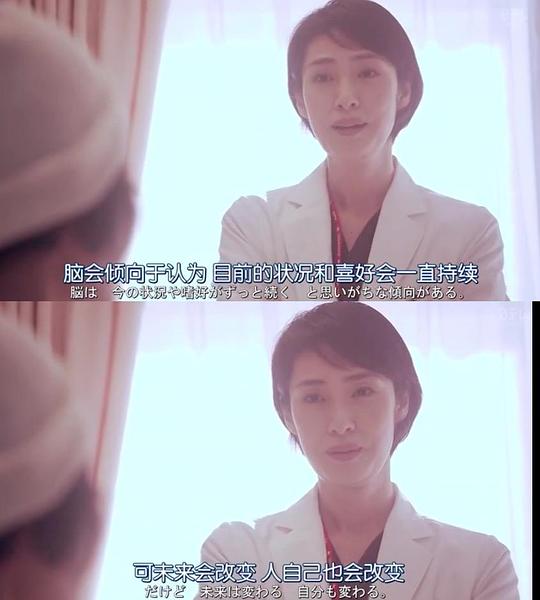 脑会倾向于认为 目前的状况和喜好会一直持续
脳は 今の状況や嗜好がずっと続く と思いがちな傾向がある。
可未来会改变 人自己也会改变
だけど 未来は変わる 自分も変わる。